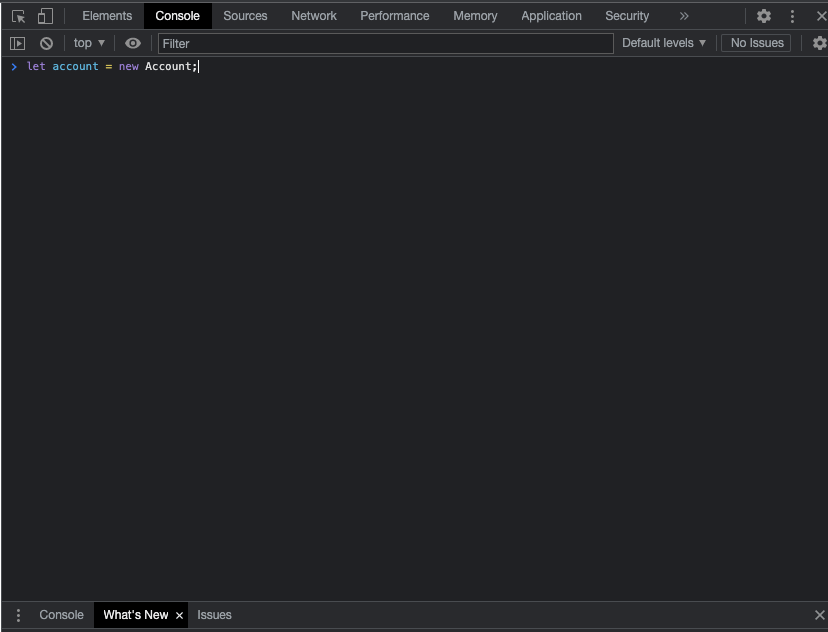 Elements Console Sources Network Performance Memory Application Security
top Filter Default levels No Issues
let account = new Account;
Console What's New Issues